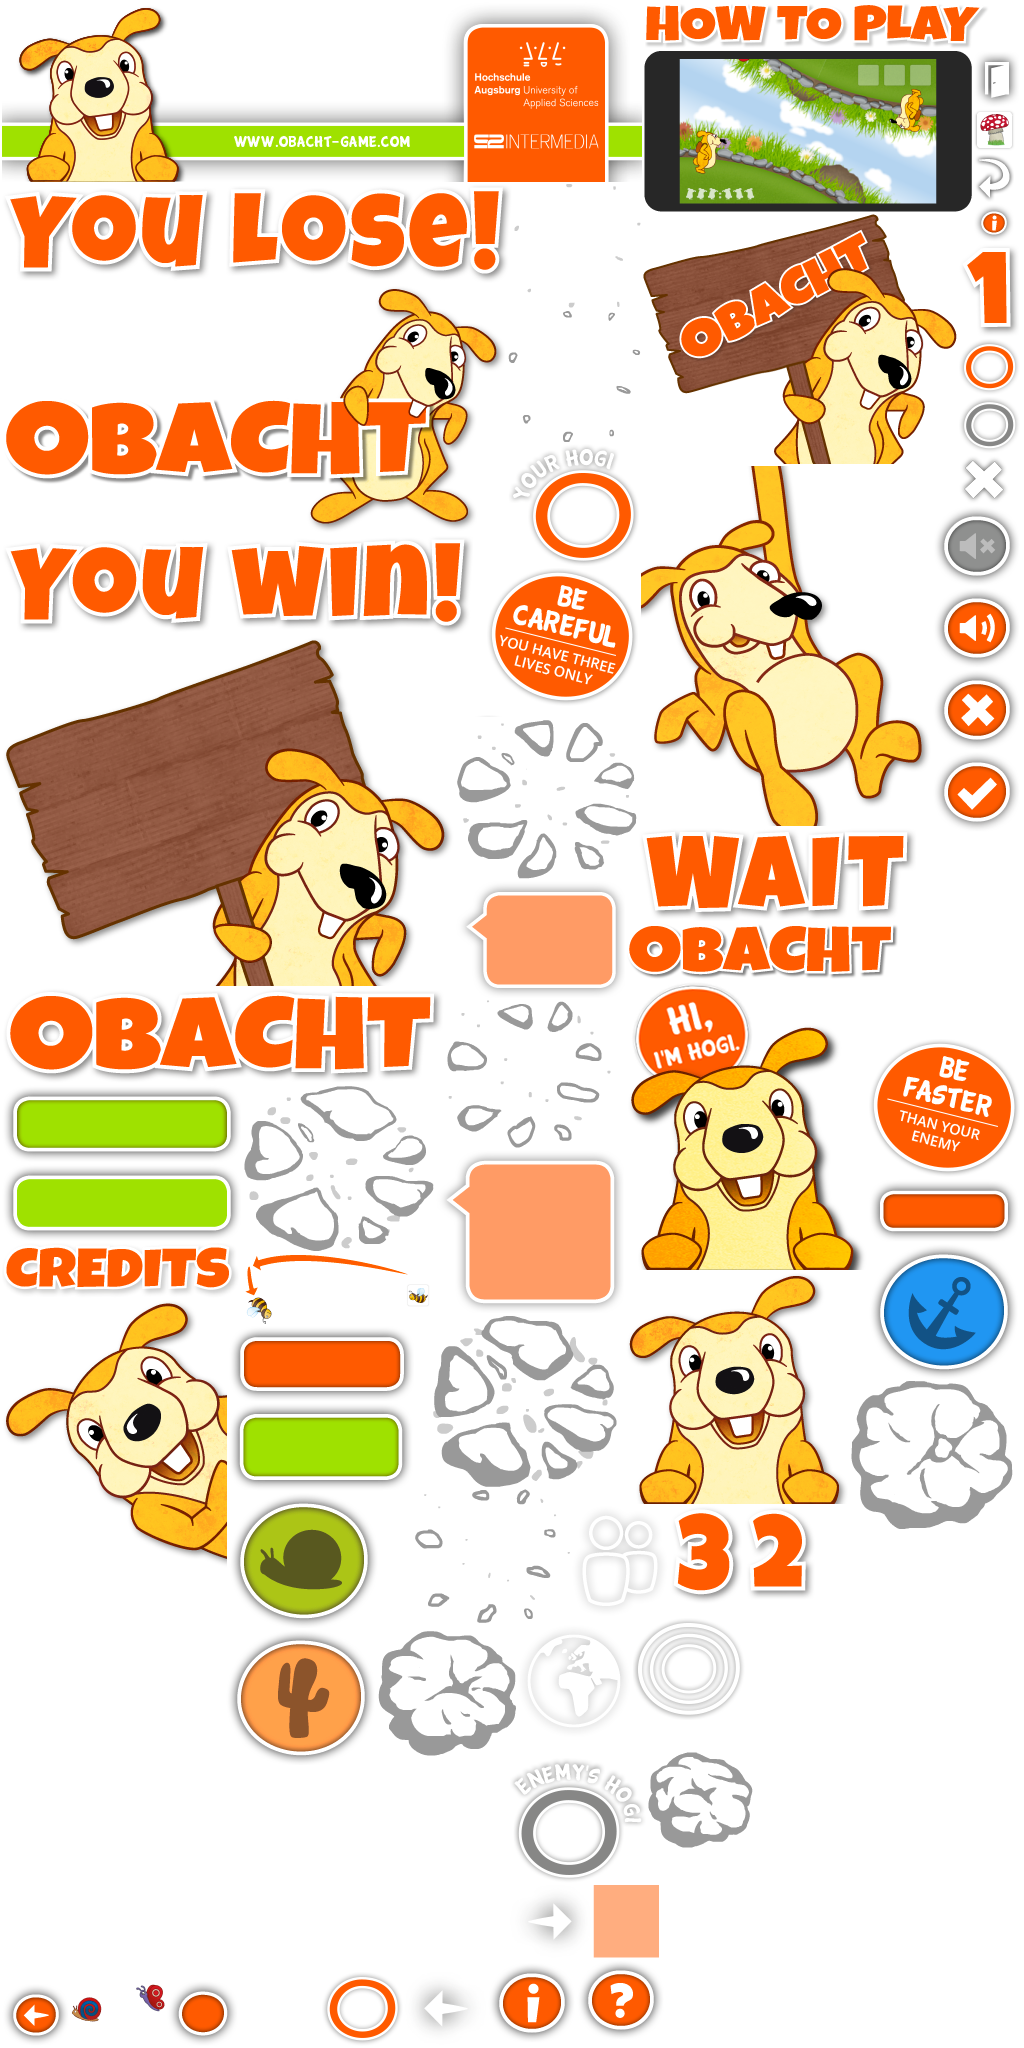 HOW TO PLAY
Hochschule
Augsburg University of
Applied Sciences
WWW.OBACHT-GAME.COM
INTERMEDIA
YOU LOSE!
OBACHT
1
OBACHT
YOUR HOGI
YOU WIN!
BE
CAREFUL
YOU HAVE THREE
LIVES ONLY
WAIT
OBACHT
OBACHT
HI,
I'M HOGI.
BE
FASTER
THAN YOUR
ENEMY
CREDITS
3 2
ENEMY'S HOGI
i
?